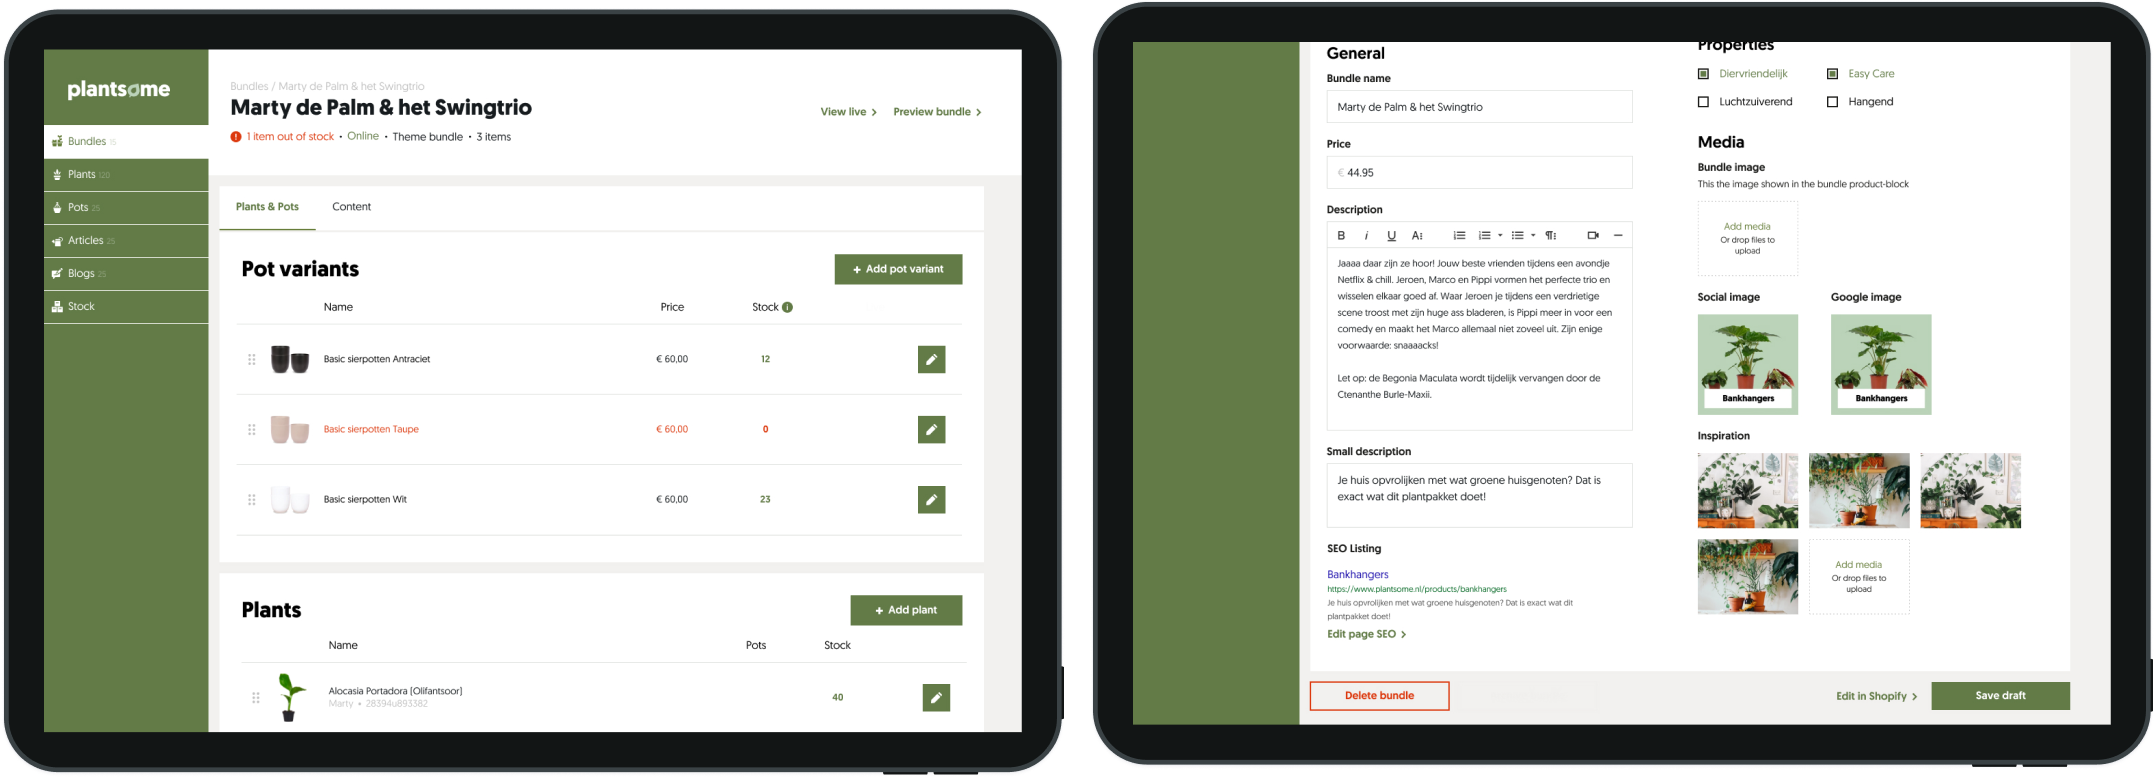 plantsome
Bundles 15
Plants 120
Pots 25
Articles 25
Blogs 25
Stock
Bundles / Marty de Palm & het Swingtrio
Marty de Palm & het Swingtrio
1 item out of stock • Online • Theme bundle • 3 items
View live
Preview bundle
Plants & Pots
Content
Pot variants
+ Add pot variant
Name
Price
Stock
Basic sierpotten Antraciet
€ 60,00
12
Basic sierpotten Taupe
€ 60,00
0
Basic sierpotten Wit
€ 60,00
23
Plants
+ Add plant
Name
Pots
Stock
Alocasia Portadora (Olifantsoor)
Marty • 28394u893382
40
General
Bundle name
Marty de Palm & het Swingtrio
Price
€ 44.95
Description
B i U A
Jaaaa daar zijn ze hoor! Jouw beste vrienden tijdens een avondje
Netflix & chill. Jeroen, Marco en Pippi vormen het perfecte trio en
wisselen elkaar goed af. Waar Jeroen je tijdens een verdrietige
scene troost met zijn huge ass bladeren, is Pippi meer in voor een
comedy en maakt het Marco allemaal niet zoveel uit. Zijn enige
voorwaarde: snaaaacks!
Let op: de Begonia Maculata wordt tijdelijk vervangen door de
Ctenanthe Burle-Maxii.
Small description
Je huis opvrolijken met wat groene huisgenoten? Dat is
exact wat dit plantpakket doet!
SEO Listing
Bankhangers
https://www.plantsome.nl/products/bankhangers
Je huis opvrolijken met wat groene huisgenoten? Dat is exact wat dit
plantpakket doet!
Edit page SEO
Properties
Diervriendelijk
Easy Care
Luchtzuiverend
Hangend
Media
Bundle image
This the image shown in the bundle product-block
Add media
Or drop files to
upload
Social image
Google image
Bankhangers
Bankhangers
Inspiration
Add media
Or drop files to
upload
Delete bundle
Edit in Shopify
Save draft